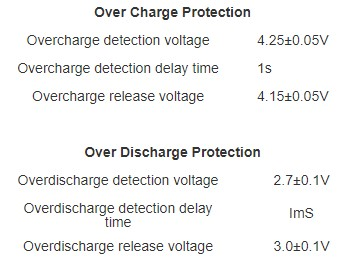 Over Charge Protection
Overcharge detection voltage 4.25±0.05V
Overcharge detection delay time 1s
Overcharge release voltage 4.15±0.05V
Over Discharge Protection
Overdischarge detection voltage 2.7±0.1V
Overdischarge detection delay
time ImS
Overdischarge release voltage 3.0±0.1V